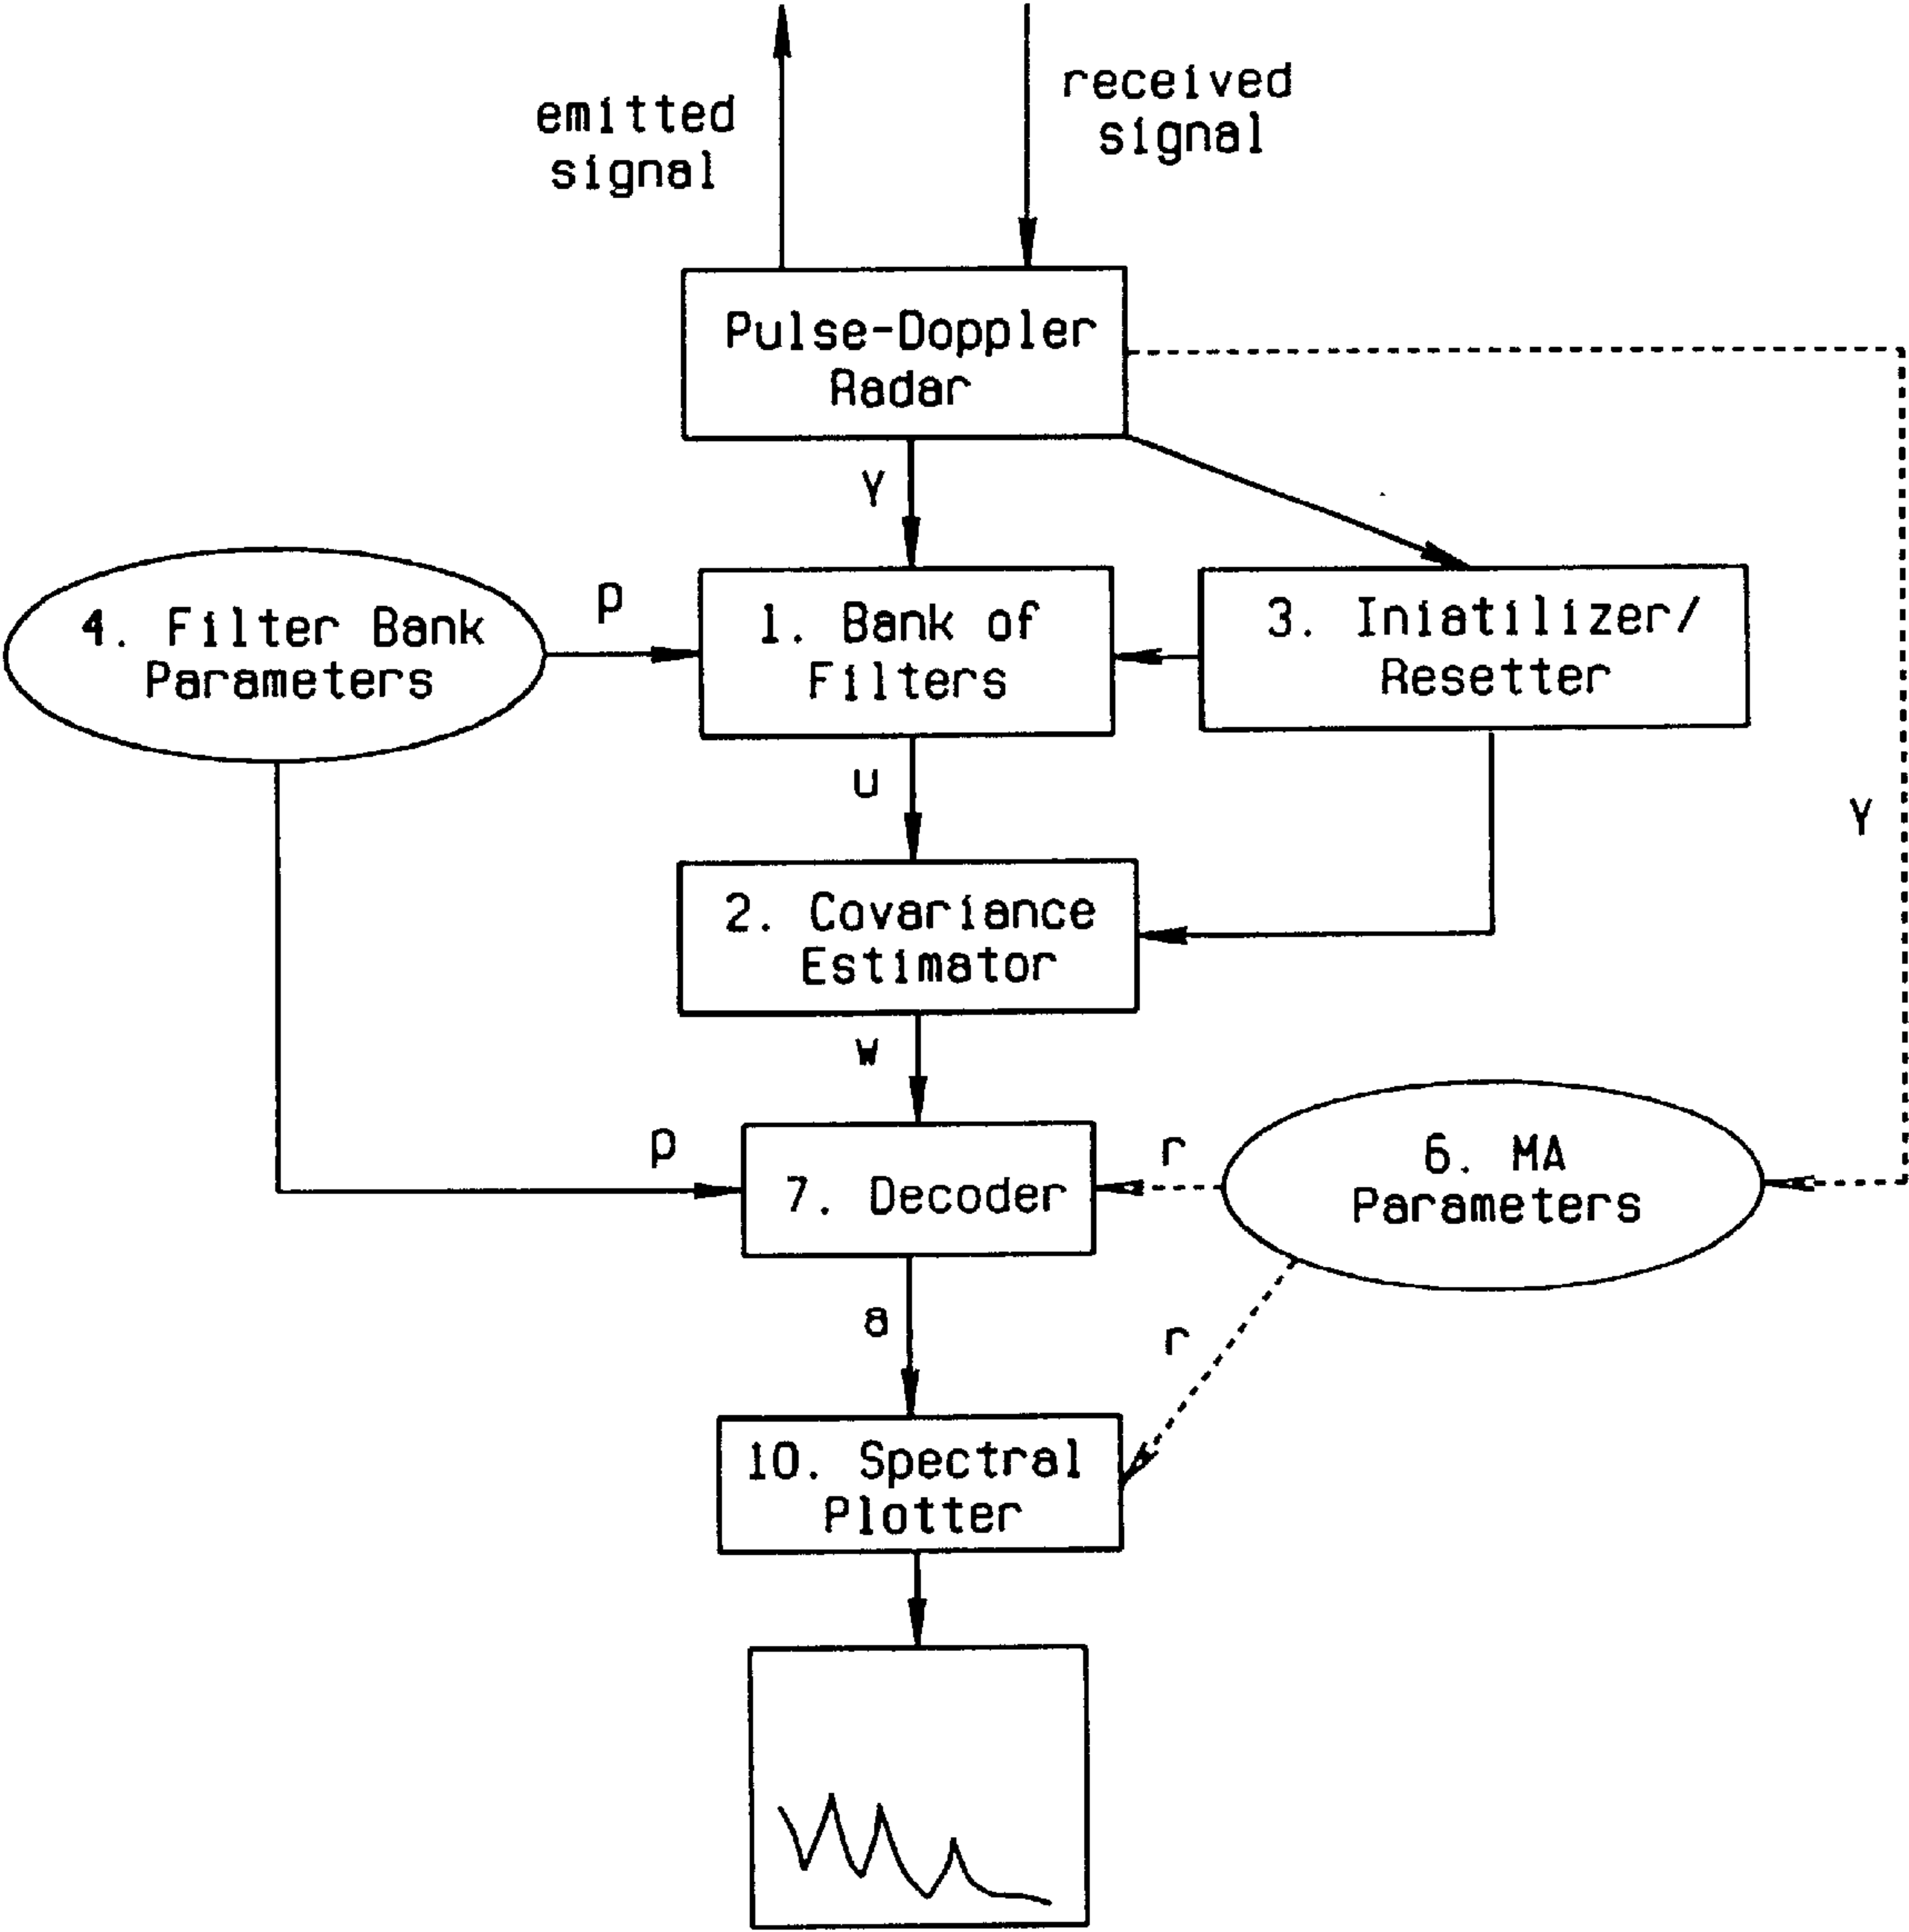 emitted
signal
received
signal
Pulse-Doppler
Radar
y
4. Filter Bank
Parameters
p
1. Bank of
Filters
3. Iniatilizer/
Resetter
u
y
2. Covariance
Estimator
w
p
7. Decoder
r
6. MA
Parameters
a
r
10. Spectral
Plotter